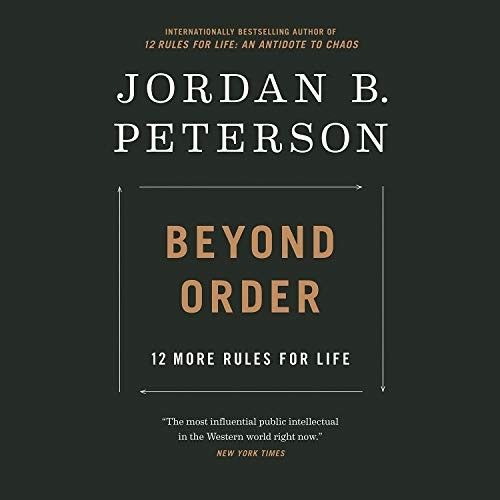 INTERNATIONALLY BESTSELLING AUTHOR OF
12 RULES FOR LIFE: AN ANTIDOTE TO CHAOS
JORDAN B.
PETERSON
BEYOND
ORDER
12 MORE RULES FOR LIFE
“The most influential public intellectual
in the Western world right now.”
NEW YORK TIMES